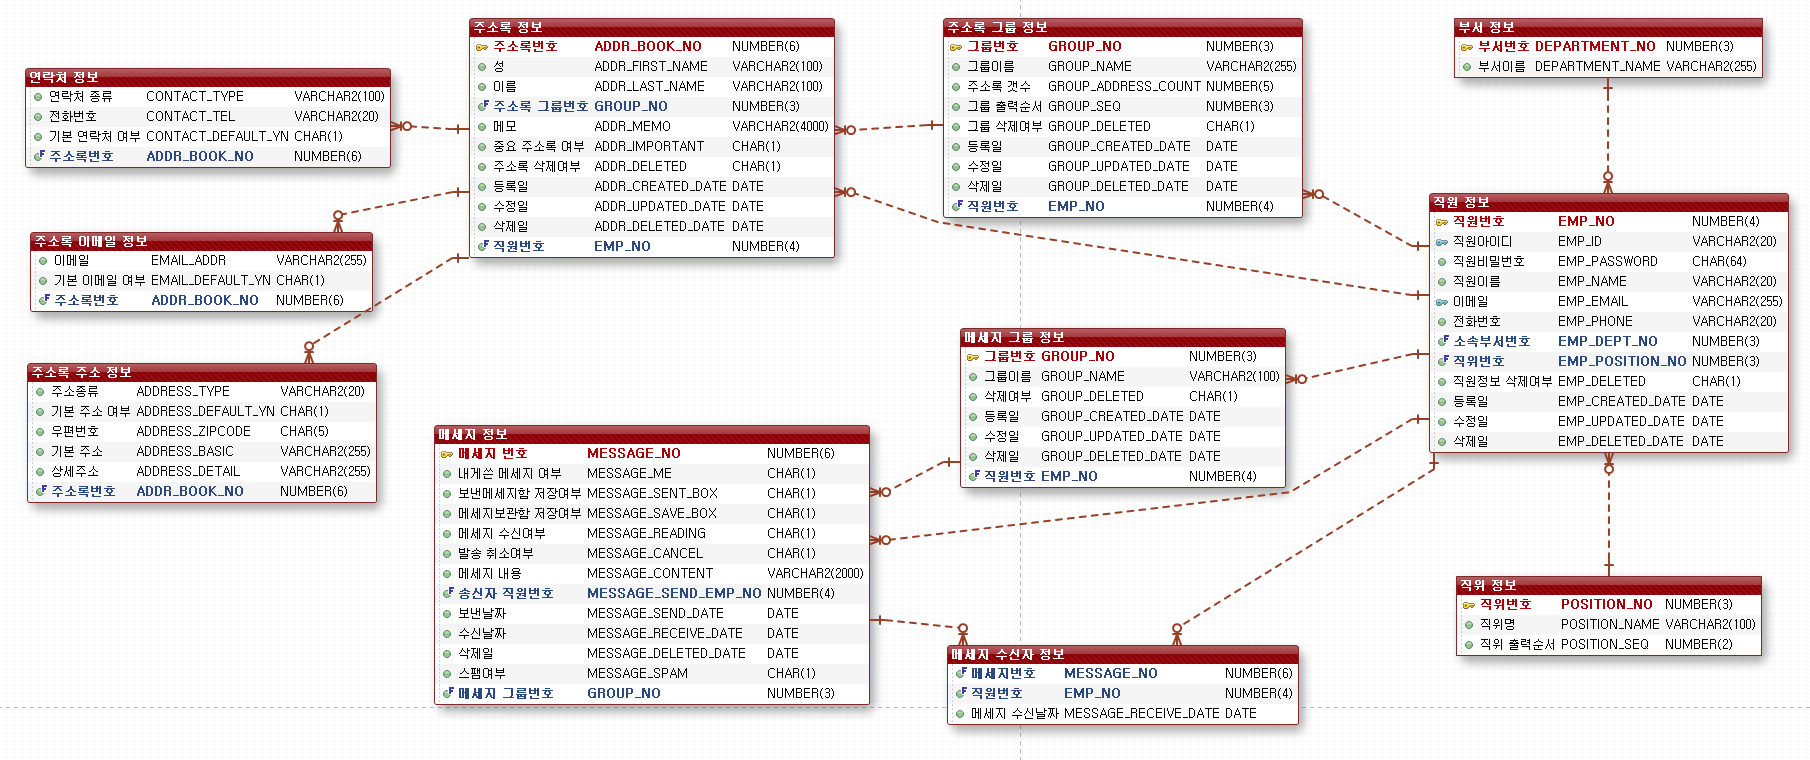 연락처 정보
연락처 종류 CONTACT_TYPE VARCHAR2(100)
전화번호 CONTACT_TEL VARCHAR2(20)
기본 연락처 여부 CONTACT_DEFAULT_YN CHAR(1)
주소록번호 ADDR_BOOK_NO NUMBER(6)
주소록 이메일 정보
이메일 EMAIL_ADDR VARCHAR2(255)
기본 이메일 여부 EMAIL_DEFAULT_YN CHAR(1)
주소록번호 ADDR_BOOK_NO NUMBER(6)
주소록 주소 정보
주소종류 ADDRESS_TYPE VARCHAR2(20)
기본 주소 여부 ADDRESS_DEFAULT_YN CHAR(1)
우편번호 ADDRESS_ZIPCODE CHAR(5)
기본 주소 ADDRESS_BASIC VARCHAR2(255)
상세주소 ADDRESS_DETAIL VARCHAR2(255)
주소록번호 ADDR_BOOK_NO NUMBER(6)
주소록 정보
주소록번호 ADDR_BOOK_NO NUMBER(6)
성 ADDR_FIRST_NAME VARCHAR2(100)
이름 ADDR_LAST_NAME VARCHAR2(100)
주소록 그룹번호 GROUP_NO NUMBER(3)
메모 ADDR_MEMO VARCHAR2(4000)
중요 주소록 여부 ADDR_IMPORTANT CHAR(1)
주소록 삭제여부 ADDR_DELETED CHAR(1)
등록일 ADDR_CREATED_DATE DATE
수정일 ADDR_UPDATED_DATE DATE
삭제일 ADDR_DELETED_DATE DATE
직원번호 EMP_NO NUMBER(4)
주소록 그룹 정보
그룹번호 GROUP_NO NUMBER(3)
그룹이름 GROUP_NAME VARCHAR2(255)
주소록 갯수 GROUP_ADDRESS_COUNT NUMBER(5)
그룹 출력순서 GROUP_SEQ NUMBER(3)
그룹 삭제여부 GROUP_DELETED CHAR(1)
등록일 GROUP_CREATED_DATE DATE
수정일 GROUP_UPDATED_DATE DATE
삭제일 GROUP_DELETED_DATE DATE
직원번호 EMP_NO NUMBER(4)
부서 정보
부서번호 DEPARTMENT_NO NUMBER(3)
부서이름 DEPARTMENT_NAME VARCHAR2(255)
직원 정보
직원번호 EMP_NO NUMBER(4)
직원아이디 EMP_ID VARCHAR2(20)
직원비밀번호 EMP_PASSWORD CHAR(64)
직원이름 EMP_NAME VARCHAR2(20)
이메일 EMP_EMAIL VARCHAR2(255)
전화번호 EMP_PHONE VARCHAR2(20)
소속부서번호 EMP_DEPT_NO NUMBER(3)
직위번호 EMP_POSITION_NO NUMBER(3)
직원정보 삭제여부 EMP_DELETED CHAR(1)
등록일 EMP_CREATED_DATE DATE
수정일 EMP_UPDATED_DATE DATE
삭제일 EMP_DELETED_DATE DATE
메세지 그룹 정보
그룹번호 GROUP_NO NUMBER(3)
그룹이름 GROUP_NAME VARCHAR2(100)
삭제여부 GROUP_DELETED CHAR(1)
등록일 GROUP_CREATED_DATE DATE
수정일 GROUP_UPDATED_DATE DATE
삭제일 GROUP_DELETED_DATE DATE
직원번호 EMP_NO NUMBER(4)
메세지 정보
메세지 번호 MESSAGE_NO NUMBER(6)
내게쓴 메세지 여부 MESSAGE_ME CHAR(1)
보낸메세지함 저장여부 MESSAGE_SENT_BOX CHAR(1)
메세지보관함 저장여부 MESSAGE_SAVE_BOX CHAR(1)
메세지 수신여부 MESSAGE_READING CHAR(1)
발송 취소여부 MESSAGE_CANCEL CHAR(1)
메세지 내용 MESSAGE_CONTENT VARCHAR2(2000)
송신자 직원번호 MESSAGE_SEND_EMP_NO NUMBER(4)
보낸날짜 MESSAGE_SEND_DATE DATE
수신날짜 MESSAGE_RECEIVE_DATE DATE
삭제일 MESSAGE_DELETED_DATE DATE
스팸여부 MESSAGE_SPAM CHAR(1)
메세지 그룹번호 GROUP_NO NUMBER(3)
메세지 수신자 정보
메세지번호 MESSAGE_NO NUMBER(6)
직원번호 EMP_NO NUMBER(4)
메세지 수신날짜 MESSAGE_RECEIVE_DATE DATE
직위 정보
직위번호 POSITION_NO NUMBER(3)
직위명 POSITION_NAME VARCHAR2(100)
직위 출력순서 POSITION_SEQ NUMBER(2)